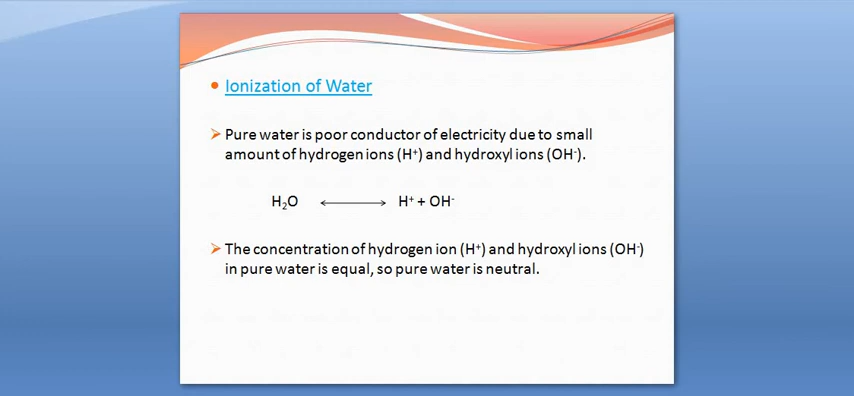 • Ionization of Water
➢ Pure water is poor conductor of electricity due to small
amount of hydrogen ions (H⁺) and hydroxyl ions (OH⁻).
H₂O ⟷ H⁺ + OH⁻
➢ The concentration of hydrogen ion (H⁺) and hydroxyl ions (OH⁻)
in pure water is equal, so pure water is neutral.